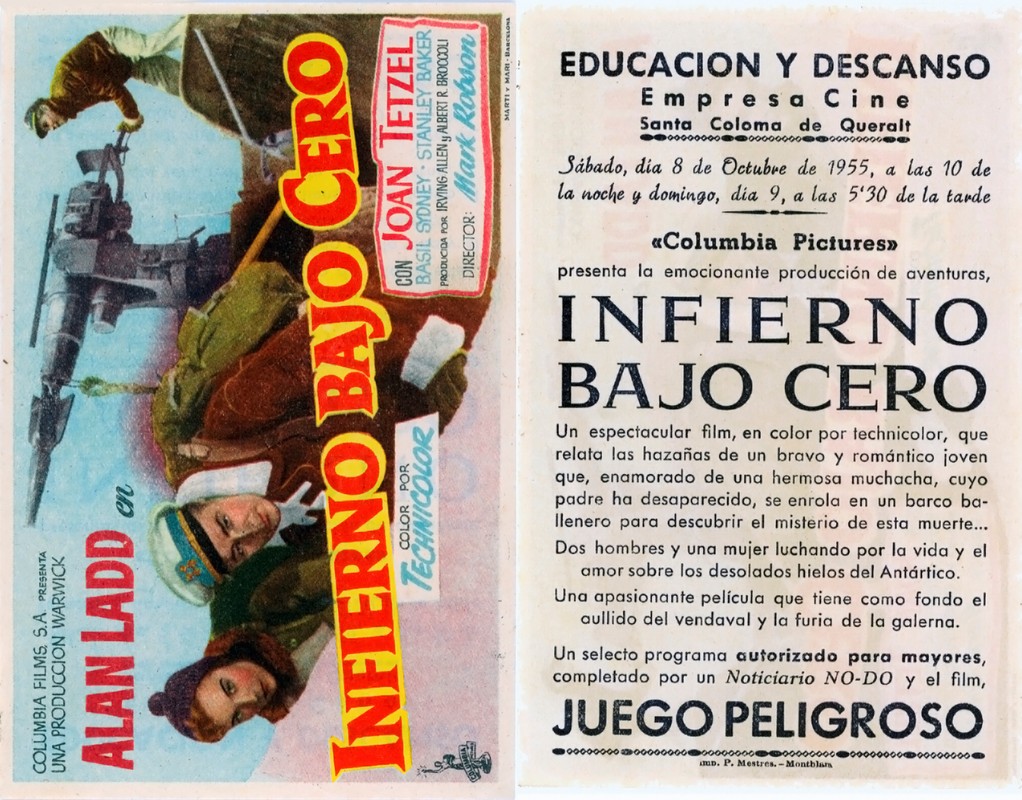 COLUMBIA FILMS, S.A. PRESENTA
UNA PRODUCCION WARWICK
ALAN LADD en
INFIERNO BAJO CERO
COLOR POR
TECHNICOLOR
CON JOAN TETZEL
BASIL SYDNEY · STANLEY BAKER
PRODUCIDA POR IRVING ALLEN y ALBERT R. BROCCOLI
DIRECTOR: Mark Robson
MARTI Y MARI - Barcelona
EDUCACION Y DESCANSO
Empresa Cine
Santa Coloma de Queralt
Sábado, día 8 de Octubre de 1955, a las 10 de
la noche y domingo, día 9, a las 5'30 de la tarde
«Columbia Pictures»
presenta la emocionante producción de aventuras,
INFIERNO
BAJO CERO
Un espectacular film, en color por technicolor, que
relata las hazañas de un bravo y romántico joven
que, enamorado de una hermosa muchacha, cuyo
padre ha desaparecido, se enrola en un barco ba-
llenero para descubrir el misterio de esta muerte...
Dos hombres y una mujer luchando por la vida y el
amor sobre los desolados hielos del Antártico.
Una apasionante película que tiene como fondo el
aullido del vendaval y la furia de la galerna.
Un selecto programa autorizado para mayores,
completado por un Noticiario NO-DO y el film,
JUEGO PELIGROSO
Imp. P. Mestres. - Montblanch